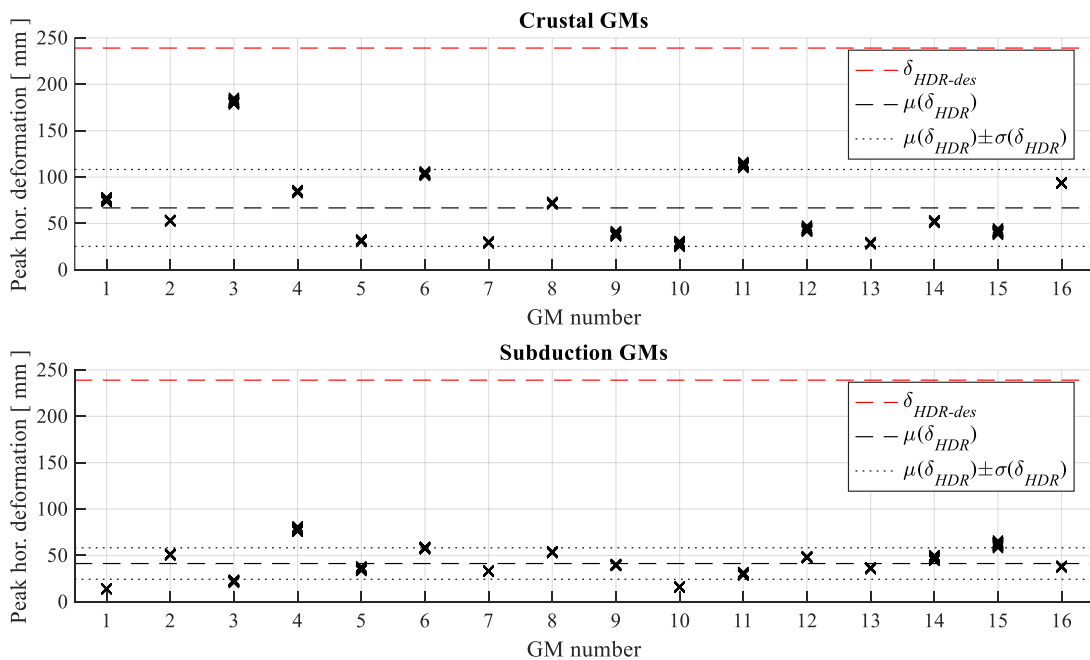 Crustal GMs
Peak hor. deformation [ mm ]
250
200
150
100
50
0
δHDR-des
μ(δHDR)
μ(δHDR)±σ(δHDR)
1 2 3 4 5 6 7 8 9 10 11 12 13 14 15 16
GM number
Subduction GMs
Peak hor. deformation [ mm ]
250
200
150
100
50
0
δHDR-des
μ(δHDR)
μ(δHDR)±σ(δHDR)
1 2 3 4 5 6 7 8 9 10 11 12 13 14 15 16
GM number